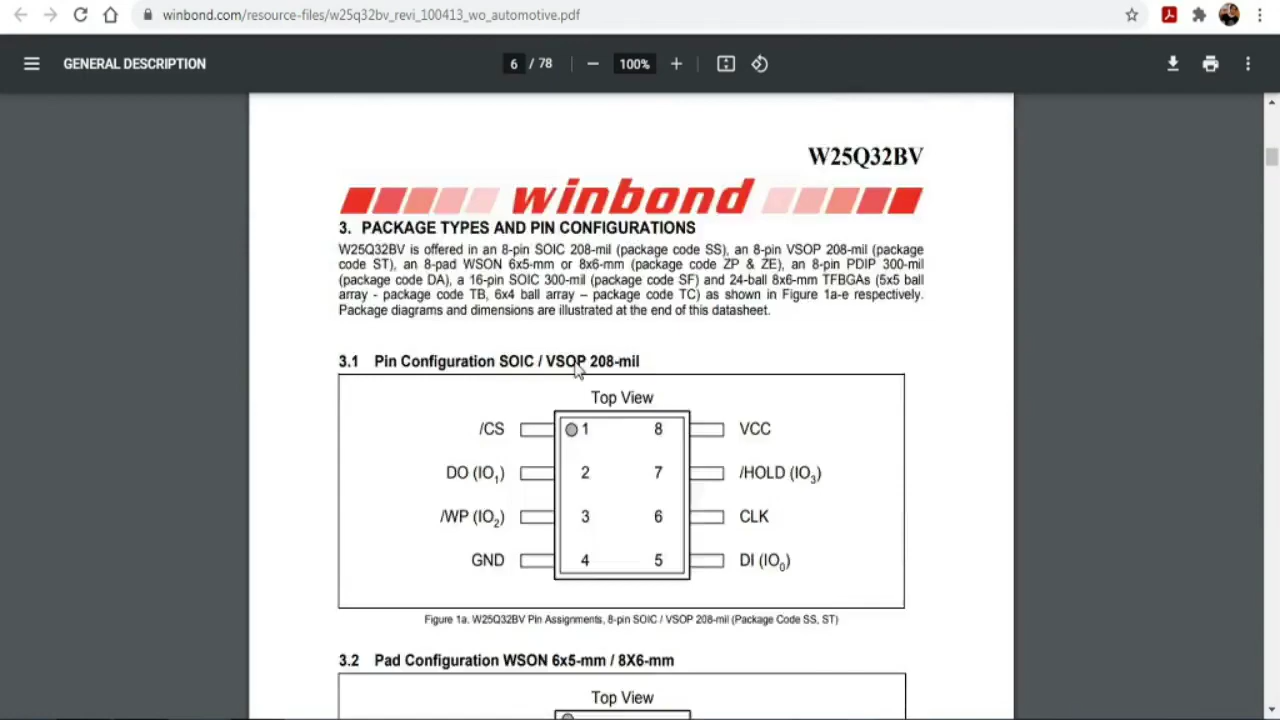 winbond.com/resource-files/w25q32bv_revi_100413_wo_automotive.pdf
GENERAL DESCRIPTION
6 / 78
100%
W25Q32BV
winbond
3. PACKAGE TYPES AND PIN CONFIGURATIONS
W25Q32BV is offered in an 8-pin SOIC 208-mil (package code SS), an 8-pin VSOP 208-mil (package
code ST), an 8-pad WSON 6x5-mm or 8x6-mm (package code ZP & ZE), an 8-pin PDIP 300-mil
(package code DA), a 16-pin SOIC 300-mil (package code SF) and 24-ball 8x6-mm TFBGAs (5x5 ball
array - package code TB, 6x4 ball array – package code TC) as shown in Figure 1a-e respectively.
Package diagrams and dimensions are illustrated at the end of this datasheet.
3.1 Pin Configuration SOIC / VSOP 208-mil
Top View
/CS 1 8 VCC
DO (IO1) 2 7 /HOLD (IO3)
/WP (IO2) 3 6 CLK
GND 4 5 DI (IO0)
Figure 1a. W25Q32BV Pin Assignments, 8-pin SOIC / VSOP 208-mil (Package Code SS, ST)
3.2 Pad Configuration WSON 6x5-mm / 8X6-mm
Top View